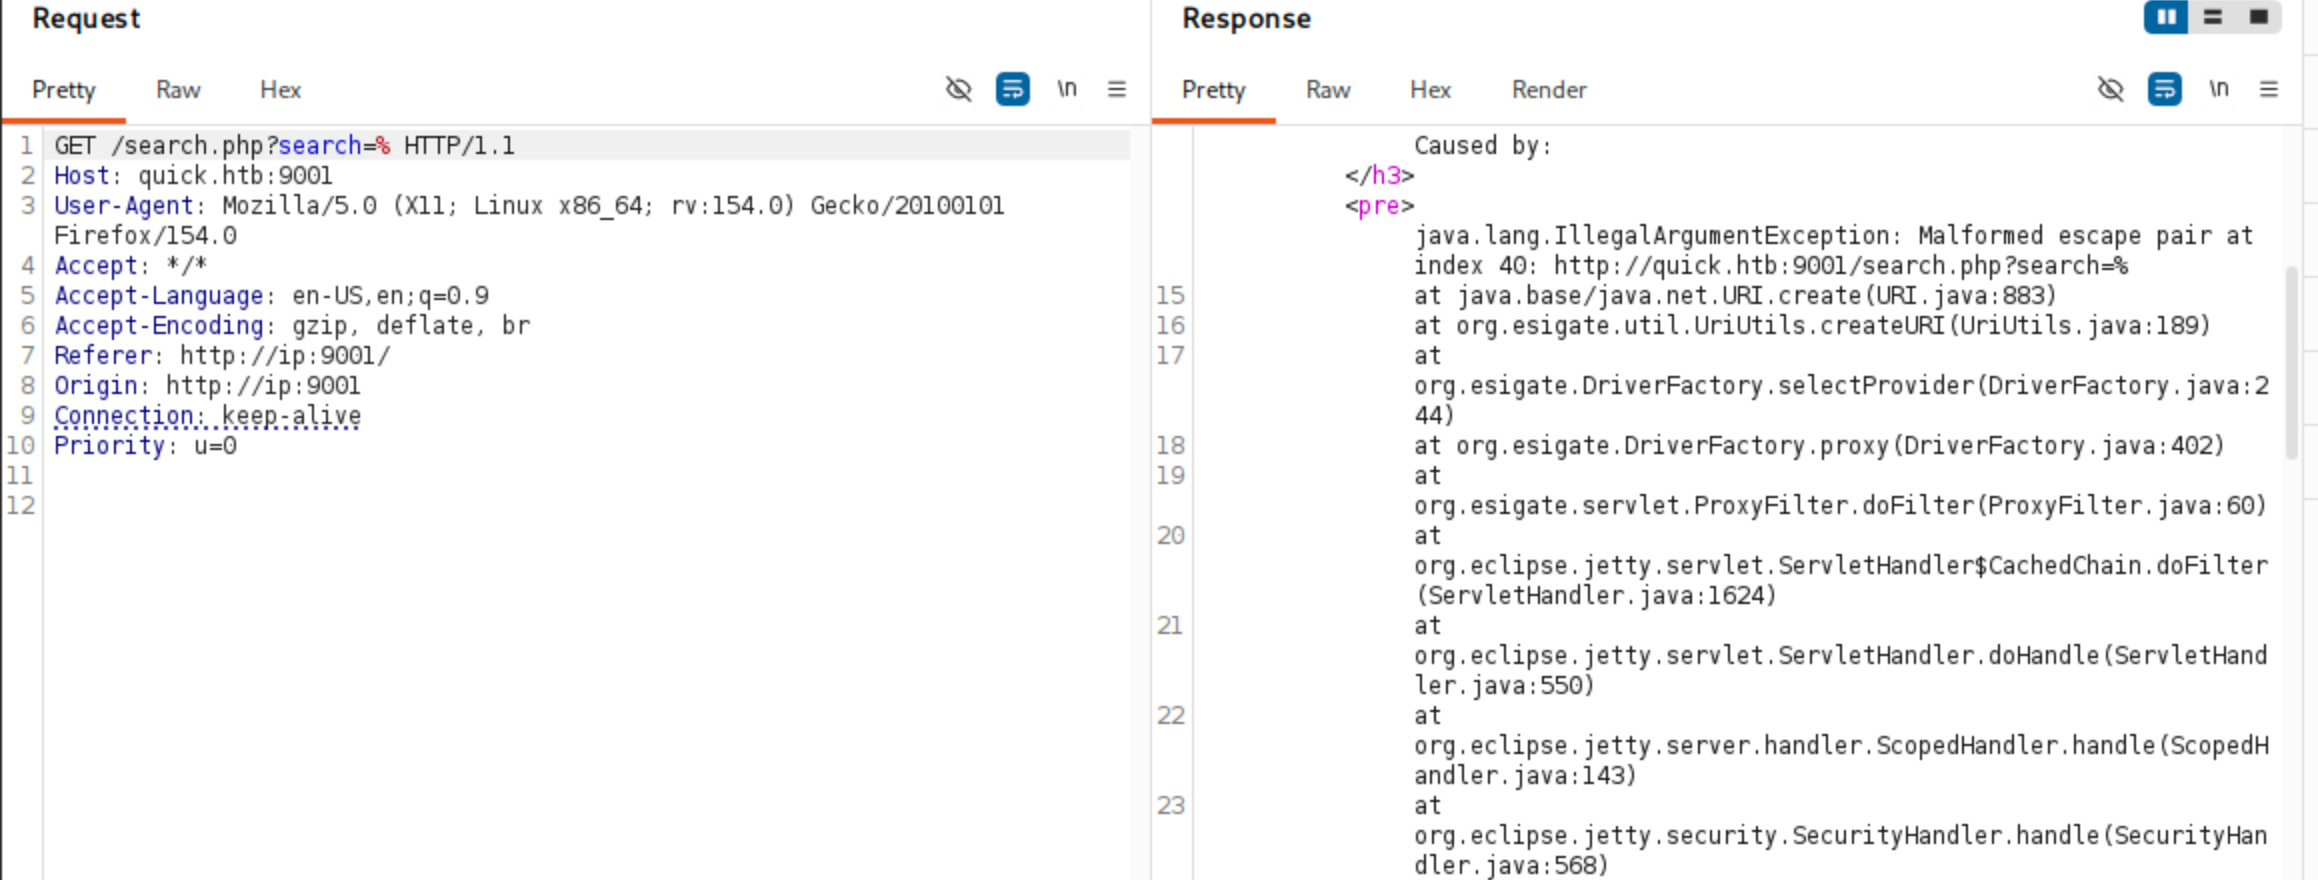 Request
Pretty Raw Hex \n
1 GET /search.php?search=% HTTP/1.1
2 Host: quick.htb:9001
3 User-Agent: Mozilla/5.0 (X11; Linux x86_64; rv:154.0) Gecko/20100101
Firefox/154.0
4 Accept: */*
5 Accept-Language: en-US,en;q=0.9
6 Accept-Encoding: gzip, deflate, br
7 Referer: http://ip:9001/
8 Origin: http://ip:9001
9 Connection: keep-alive
10 Priority: u=0
11
12
Response
Pretty Raw Hex Render \n
Caused by:
</h3>
<pre>
java.lang.IllegalArgumentException: Malformed escape pair at
index 40: http://quick.htb:9001/search.php?search=%
15 at java.base/java.net.URI.create(URI.java:883)
16 at org.esigate.util.UriUtils.createURI(UriUtils.java:189)
17 at
org.esigate.DriverFactory.selectProvider(DriverFactory.java:2
44)
18 at org.esigate.DriverFactory.proxy(DriverFactory.java:402)
19 at
org.esigate.servlet.ProxyFilter.doFilter(ProxyFilter.java:60)
20 at
org.eclipse.jetty.servlet.ServletHandler$CachedChain.doFilter
(ServletHandler.java:1624)
21 at
org.eclipse.jetty.servlet.ServletHandler.doHandle(ServletHand
ler.java:550)
22 at
org.eclipse.jetty.server.handler.ScopedHandler.handle(ScopedH
andler.java:143)
23 at
org.eclipse.jetty.security.SecurityHandler.handle(SecurityHan
dler.java:568)